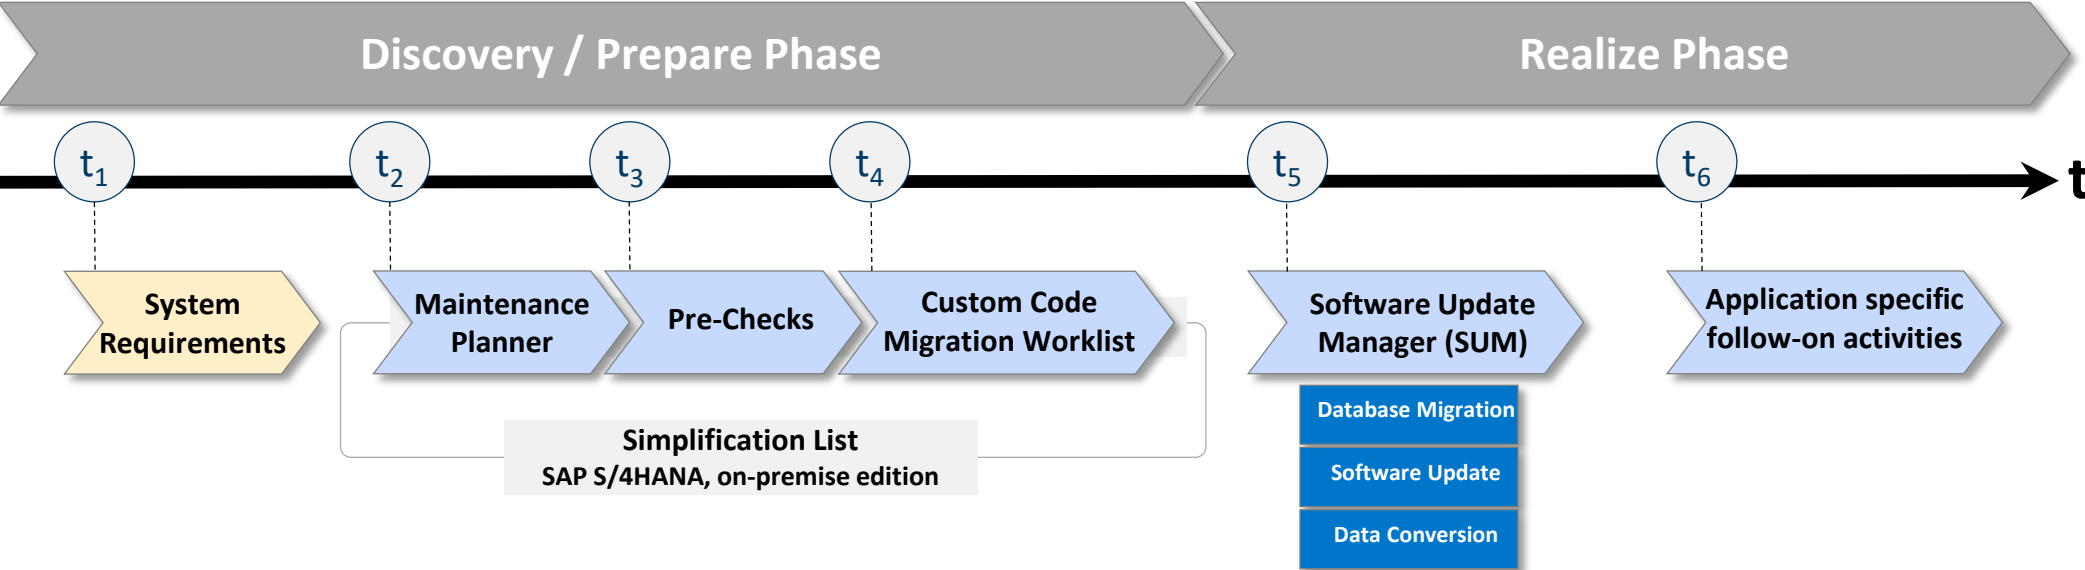 Discovery / Prepare Phase
Realize Phase
t1
t2
t3
t4
t5
t6
t
System
Requirements
Maintenance
Planner
Pre-Checks
Custom Code
Migration Worklist
Software Update
Manager (SUM)
Application specific
follow-on activities
Simplification List
SAP S/4HANA, on-premise edition
Database Migration
Software Update
Data Conversion